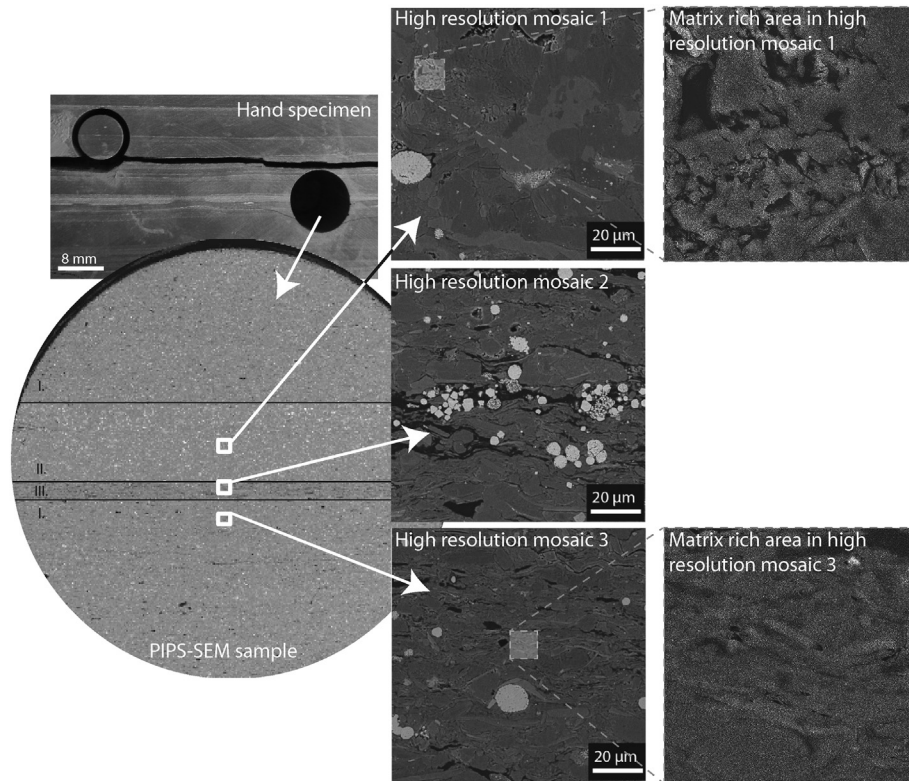 High resolution mosaic 1
Matrix rich area in high
resolution mosaic 1
Hand specimen
8 mm
20 µm
High resolution mosaic 2
I.
II.
III.
I.
20 µm
High resolution mosaic 3
Matrix rich area in high
resolution mosaic 3
PIPS-SEM sample
20 µm